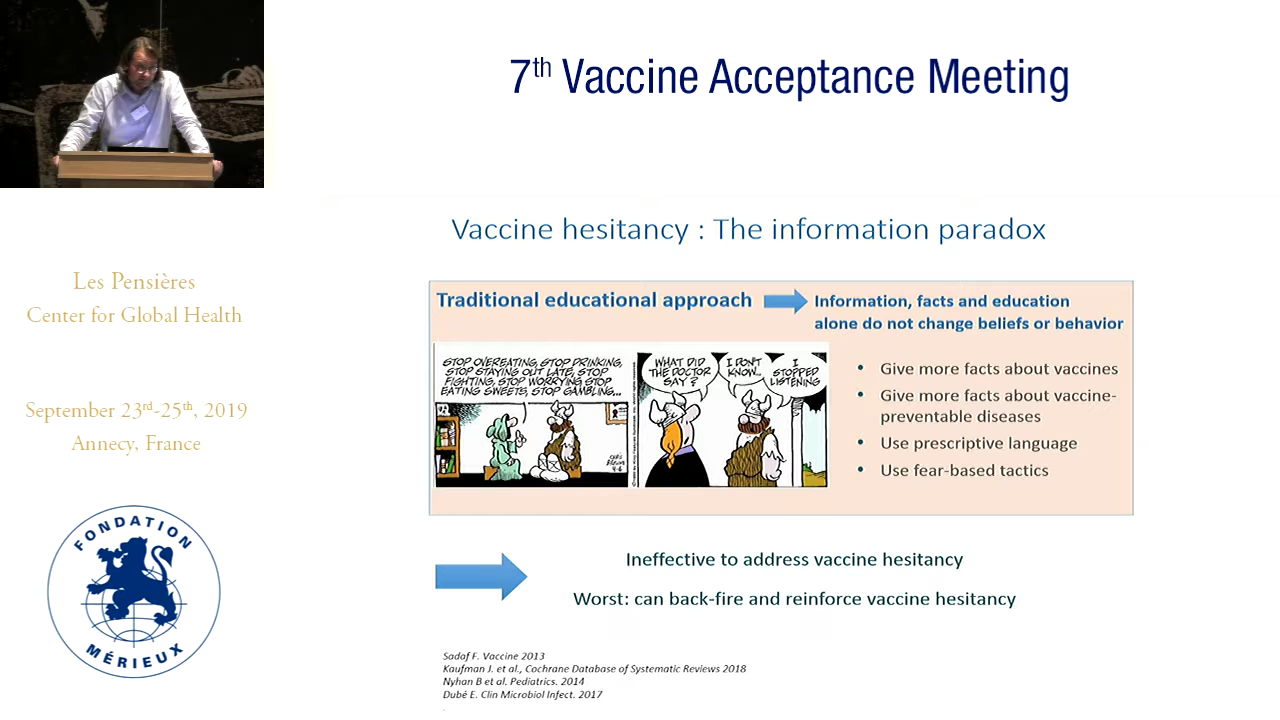 7th Vaccine Acceptance Meeting
Les Pensières
Center for Global Health
September 23rd-25th, 2019
Annecy, France
FONDATION
MÉRIEUX
Vaccine hesitancy : The information paradox
Traditional educational approach
Information, facts and education
alone do not change beliefs or behavior
STOP OVEREATING, STOP DRINKING,
STOP STAYING OUT LATE, STOP
FIGHTING, STOP WORRYING, STOP
EATING SWEETS, STOP GAMBLING...
WHAT DID
THE DOCTOR
SAY?
I DON'T
KNOW...
I
STOPPED
LISTENING
• Give more facts about vaccines
• Give more facts about vaccine-
preventable diseases
• Use prescriptive language
• Use fear-based tactics
Ineffective to address vaccine hesitancy
Worst: can back-fire and reinforce vaccine hesitancy
Sadaf F. Vaccine 2013
Kaufman J. et al., Cochrane Database of Systematic Reviews 2018
Nyhan B et al. Pediatrics. 2014
Dubé E. Clin Microbiol Infect. 2017